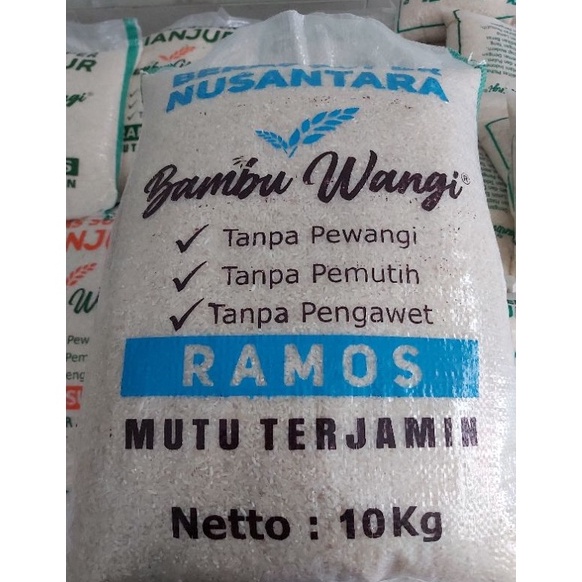 NUSANTARA
Bambu Wangi®
✓ Tanpa Pewangi
✓ Tanpa Pemutih
✓ Tanpa Pengawet
RAMOS
MUTU TERJAMIN
Netto : 10Kg